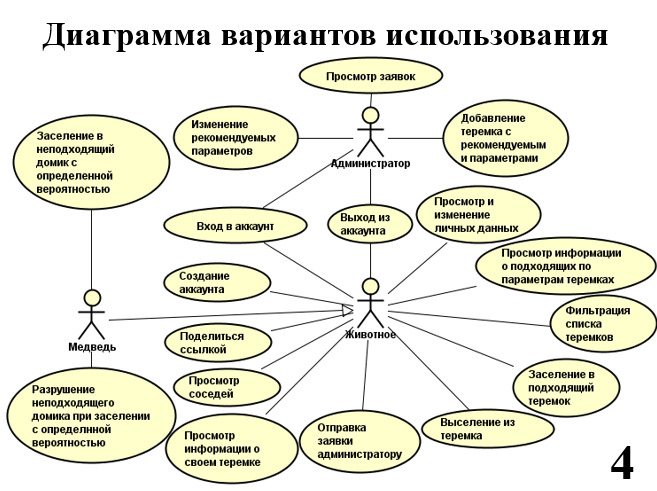 Диаграмма вариантов использования
Просмотр заявок
Изменение
рекомендуемых
параметров
Администратор
Добавление
теремка с
рекомендуемым
и параметрами
Заселение в
неподходящий
домик с
определенной
вероятностью
Вход в аккаунт
Выход из
аккаунта
Просмотр и
изменение
личных данных
Просмотр информации
о подходящих по
параметрам теремках
Создание
аккаунта
Фильтрация
списка
теремков
Медведь
Животное
Поделиться
ссылкой
Просмотр
соседей
Заселение в
подходящий
теремок
Разрушение
неподходящего
домика при заселении
с определнной
вероятностью
Просмотр
информации о
своем теремке
Отправка
заявки
администратору
Выселение из
теремка
4